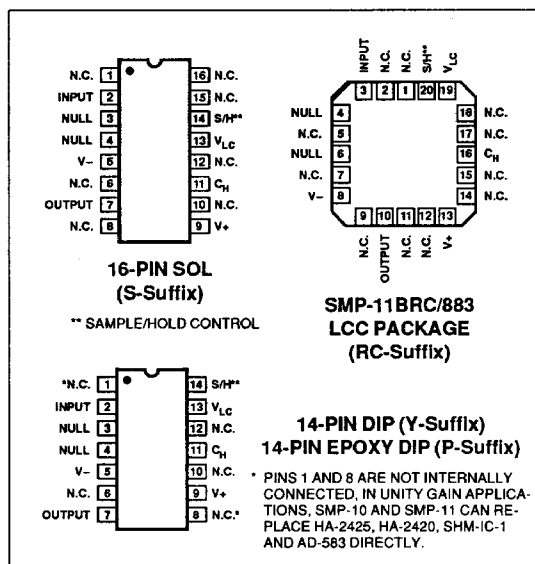 N.C. 1 16 N.C.
INPUT 2 15 N.C.
NULL 3 14 S/H**
NULL 4 13 VLC
V– 5 12 N.C.
N.C. 6 11 CH
OUTPUT 7 10 N.C.
N.C. 8 9 V+
16-PIN SOL
(S-Suffix)
** SAMPLE/HOLD CONTROL
INPUT N.C. N.C. S/H** VLC
3 2 1 20 19
NULL 4 18 N.C.
N.C. 5 17 N.C.
NULL 6 16 CH
N.C. 7 15 N.C.
V– 8 14 N.C.
9 10 11 12 13
N.C. OUTPUT N.C. N.C. V+
SMP-11BRC/883
LCC PACKAGE
(RC-Suffix)
*N.C. 1 14 S/H**
INPUT 2 13 VLC
NULL 3 12 N.C.
NULL 4 11 CH
V– 5 10 N.C.
N.C. 6 9 V+
OUTPUT 7 8 N.C.*
14-PIN DIP (Y-Suffix)
14-PIN EPOXY DIP (P-Suffix)
* PINS 1 AND 8 ARE NOT INTERNALLY
CONNECTED, IN UNITY GAIN APPLICA-
TIONS, SMP-10 AND SMP-11 CAN RE-
PLACE HA-2425, HA-2420, SHM-IC-1
AND AD-583 DIRECTLY.